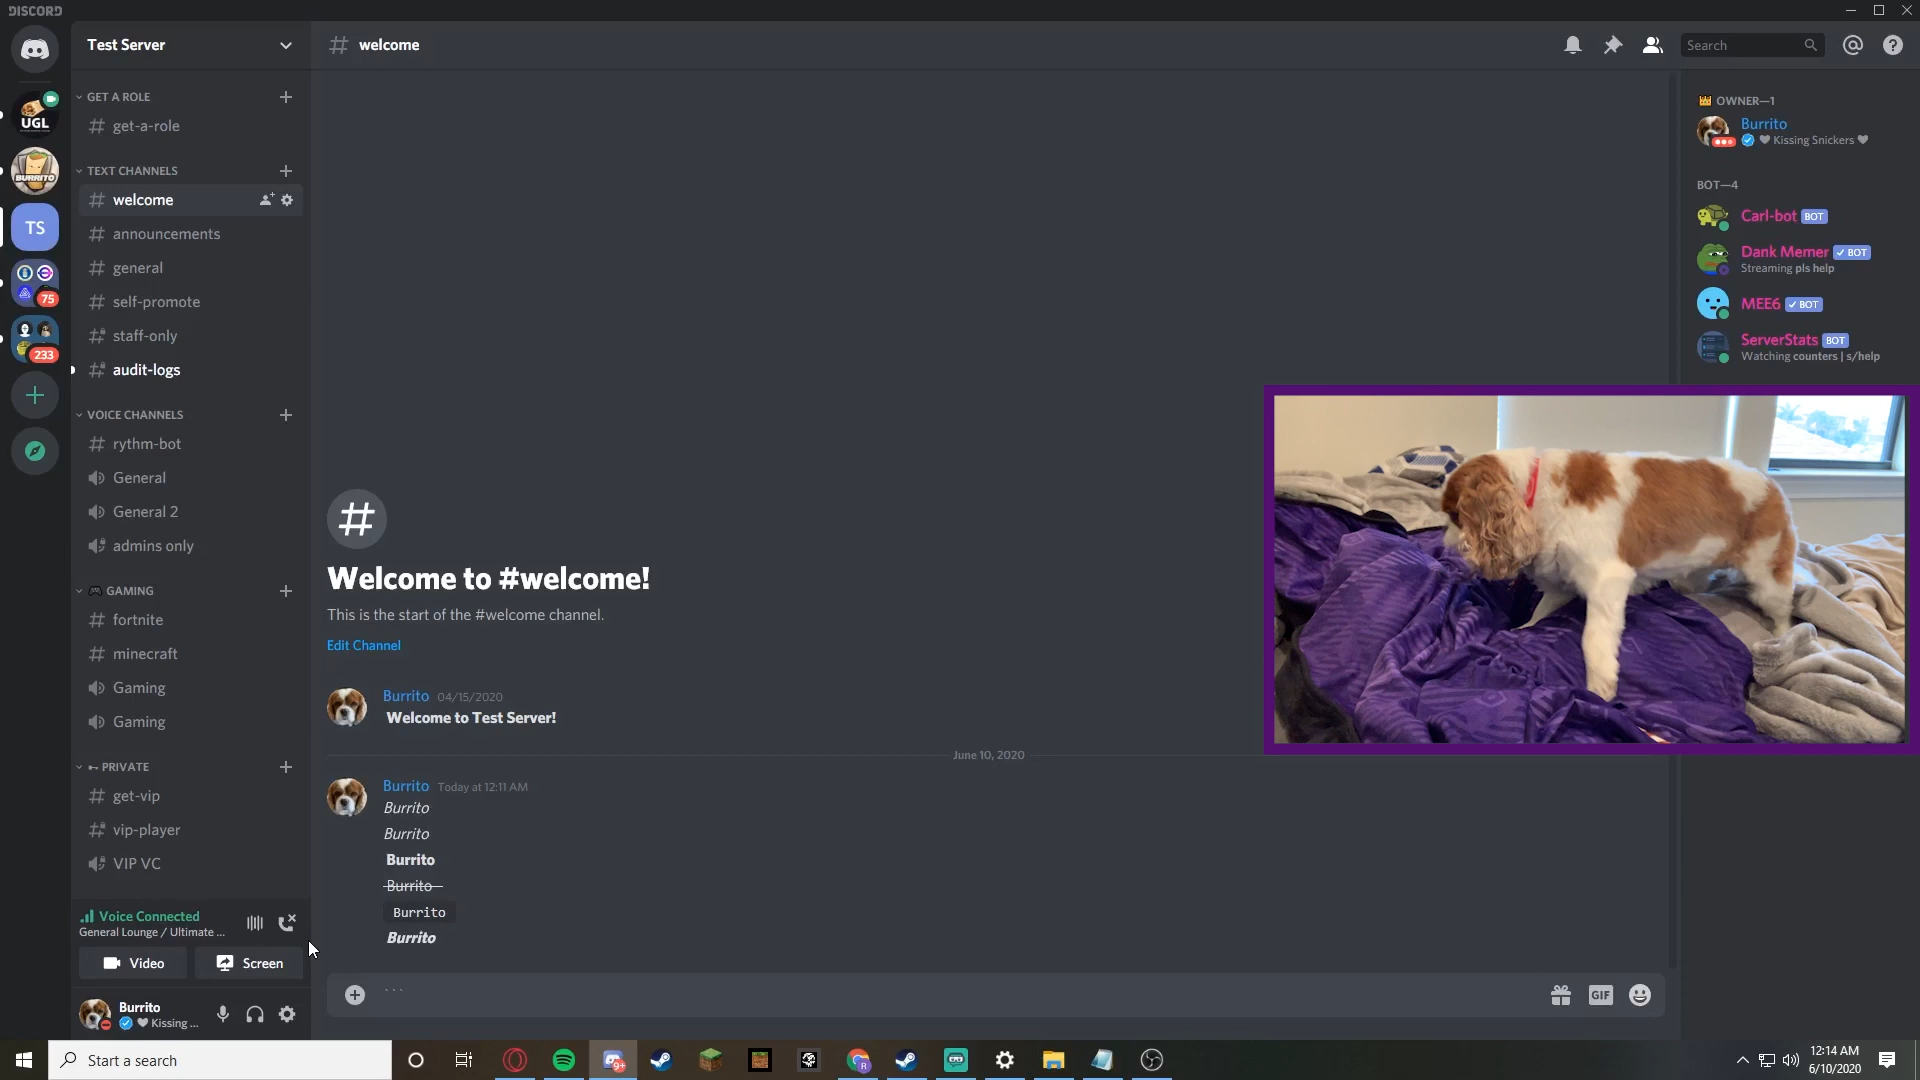 DISCORD
UGL
BURRITO
TS
75
233
Test Server
GET A ROLE
get-a-role
TEXT CHANNELS
welcome
announcements
general
self-promote
staff-only
audit-logs
VOICE CHANNELS
rythm-bot
General
General 2
admins only
GAMING
fortnite
minecraft
Gaming
Gaming
PRIVATE
get-vip
vip-player
VIP VC
Voice Connected
General Lounge / Ultimate ...
Video
Screen
Burrito
Kissing ...
# welcome
Search
Welcome to #welcome!
This is the start of the #welcome channel.
Edit Channel
Burrito 04/15/2020
Welcome to Test Server!
June 10, 2020
Burrito Today at 12:11 AM
Burrito
Burrito
Burrito
Burrito
Burrito
Burrito
```
GIF
OWNER—1
Burrito
Kissing Snickers
BOT—4
Carl-bot BOT
Dank Memer BOT
Streaming pls help
MEE6 BOT
ServerStats BOT
Watching counters | s/help
Start a search
9+
R
12:14 AM
6/10/2020